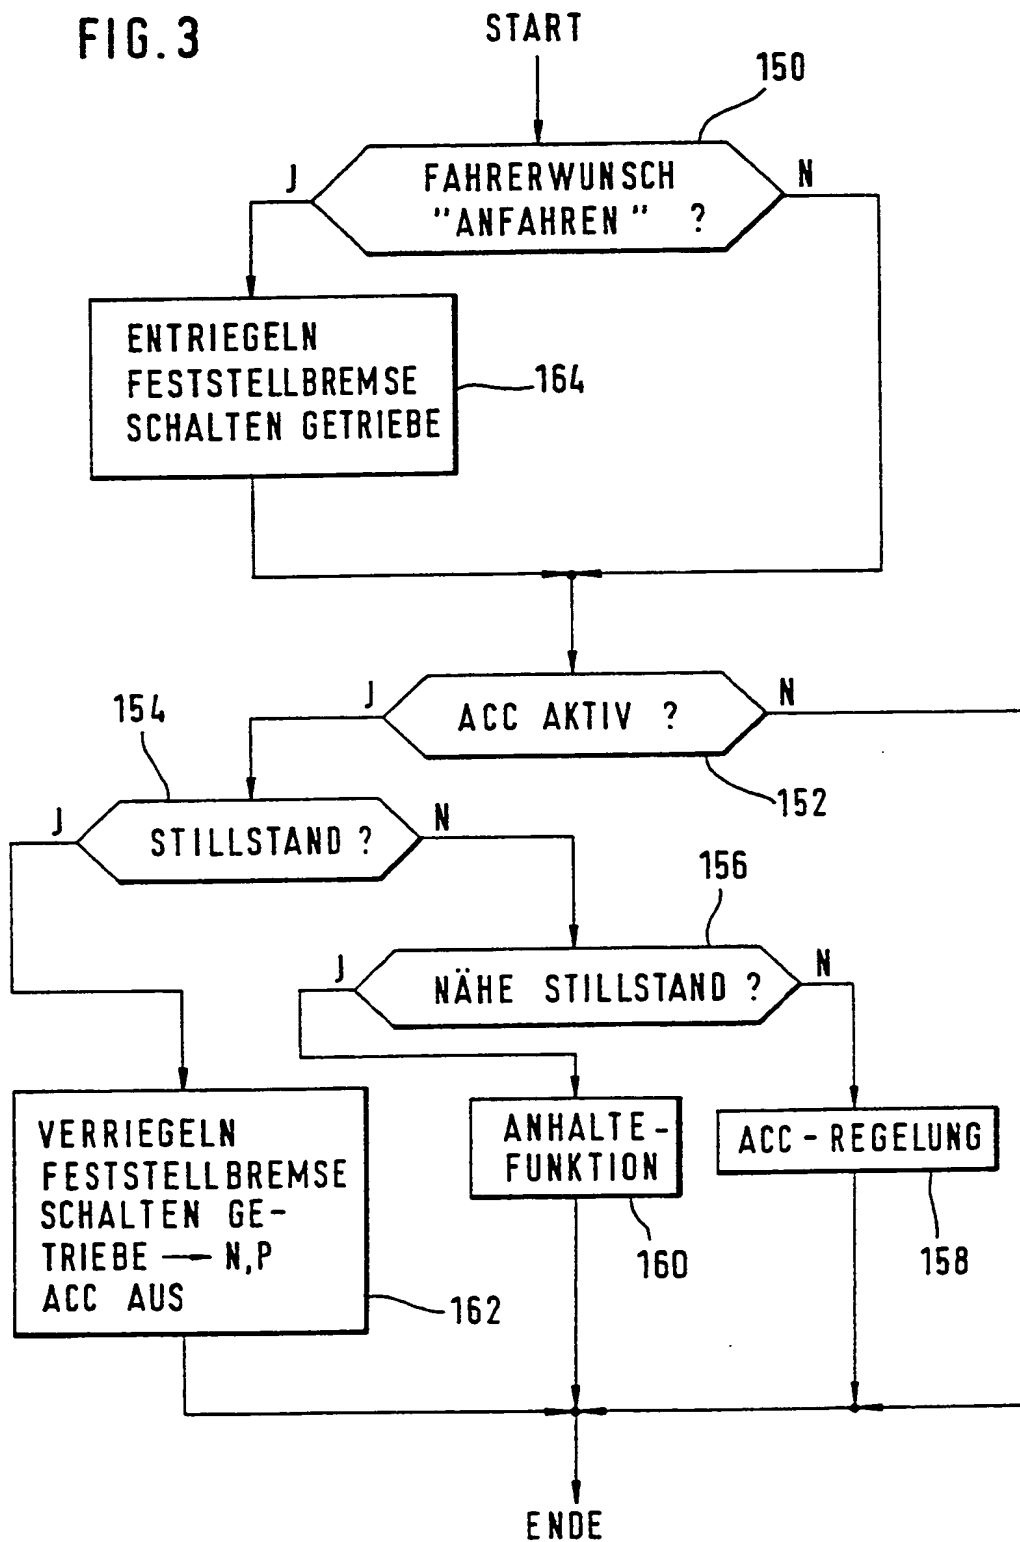 FIG. 3
START
150
J
FAHRERWUNSCH
N
"ANFAHREN" ?
ENTRIEGELN
FESTSTELLBREMSE
SCHALTEN GETRIEBE
164
J
ACC AKTIV ?
N
154
152
J
STILLSTAND ?
N
156
J
NÄHE STILLSTAND ?
N
VERRIEGELN
FESTSTELLBREMSE
SCHALTEN GE-
TRIEBE → N,P
ACC AUS
162
ANHALTE-
FUNKTION
160
ACC-REGELUNG
158
ENDE